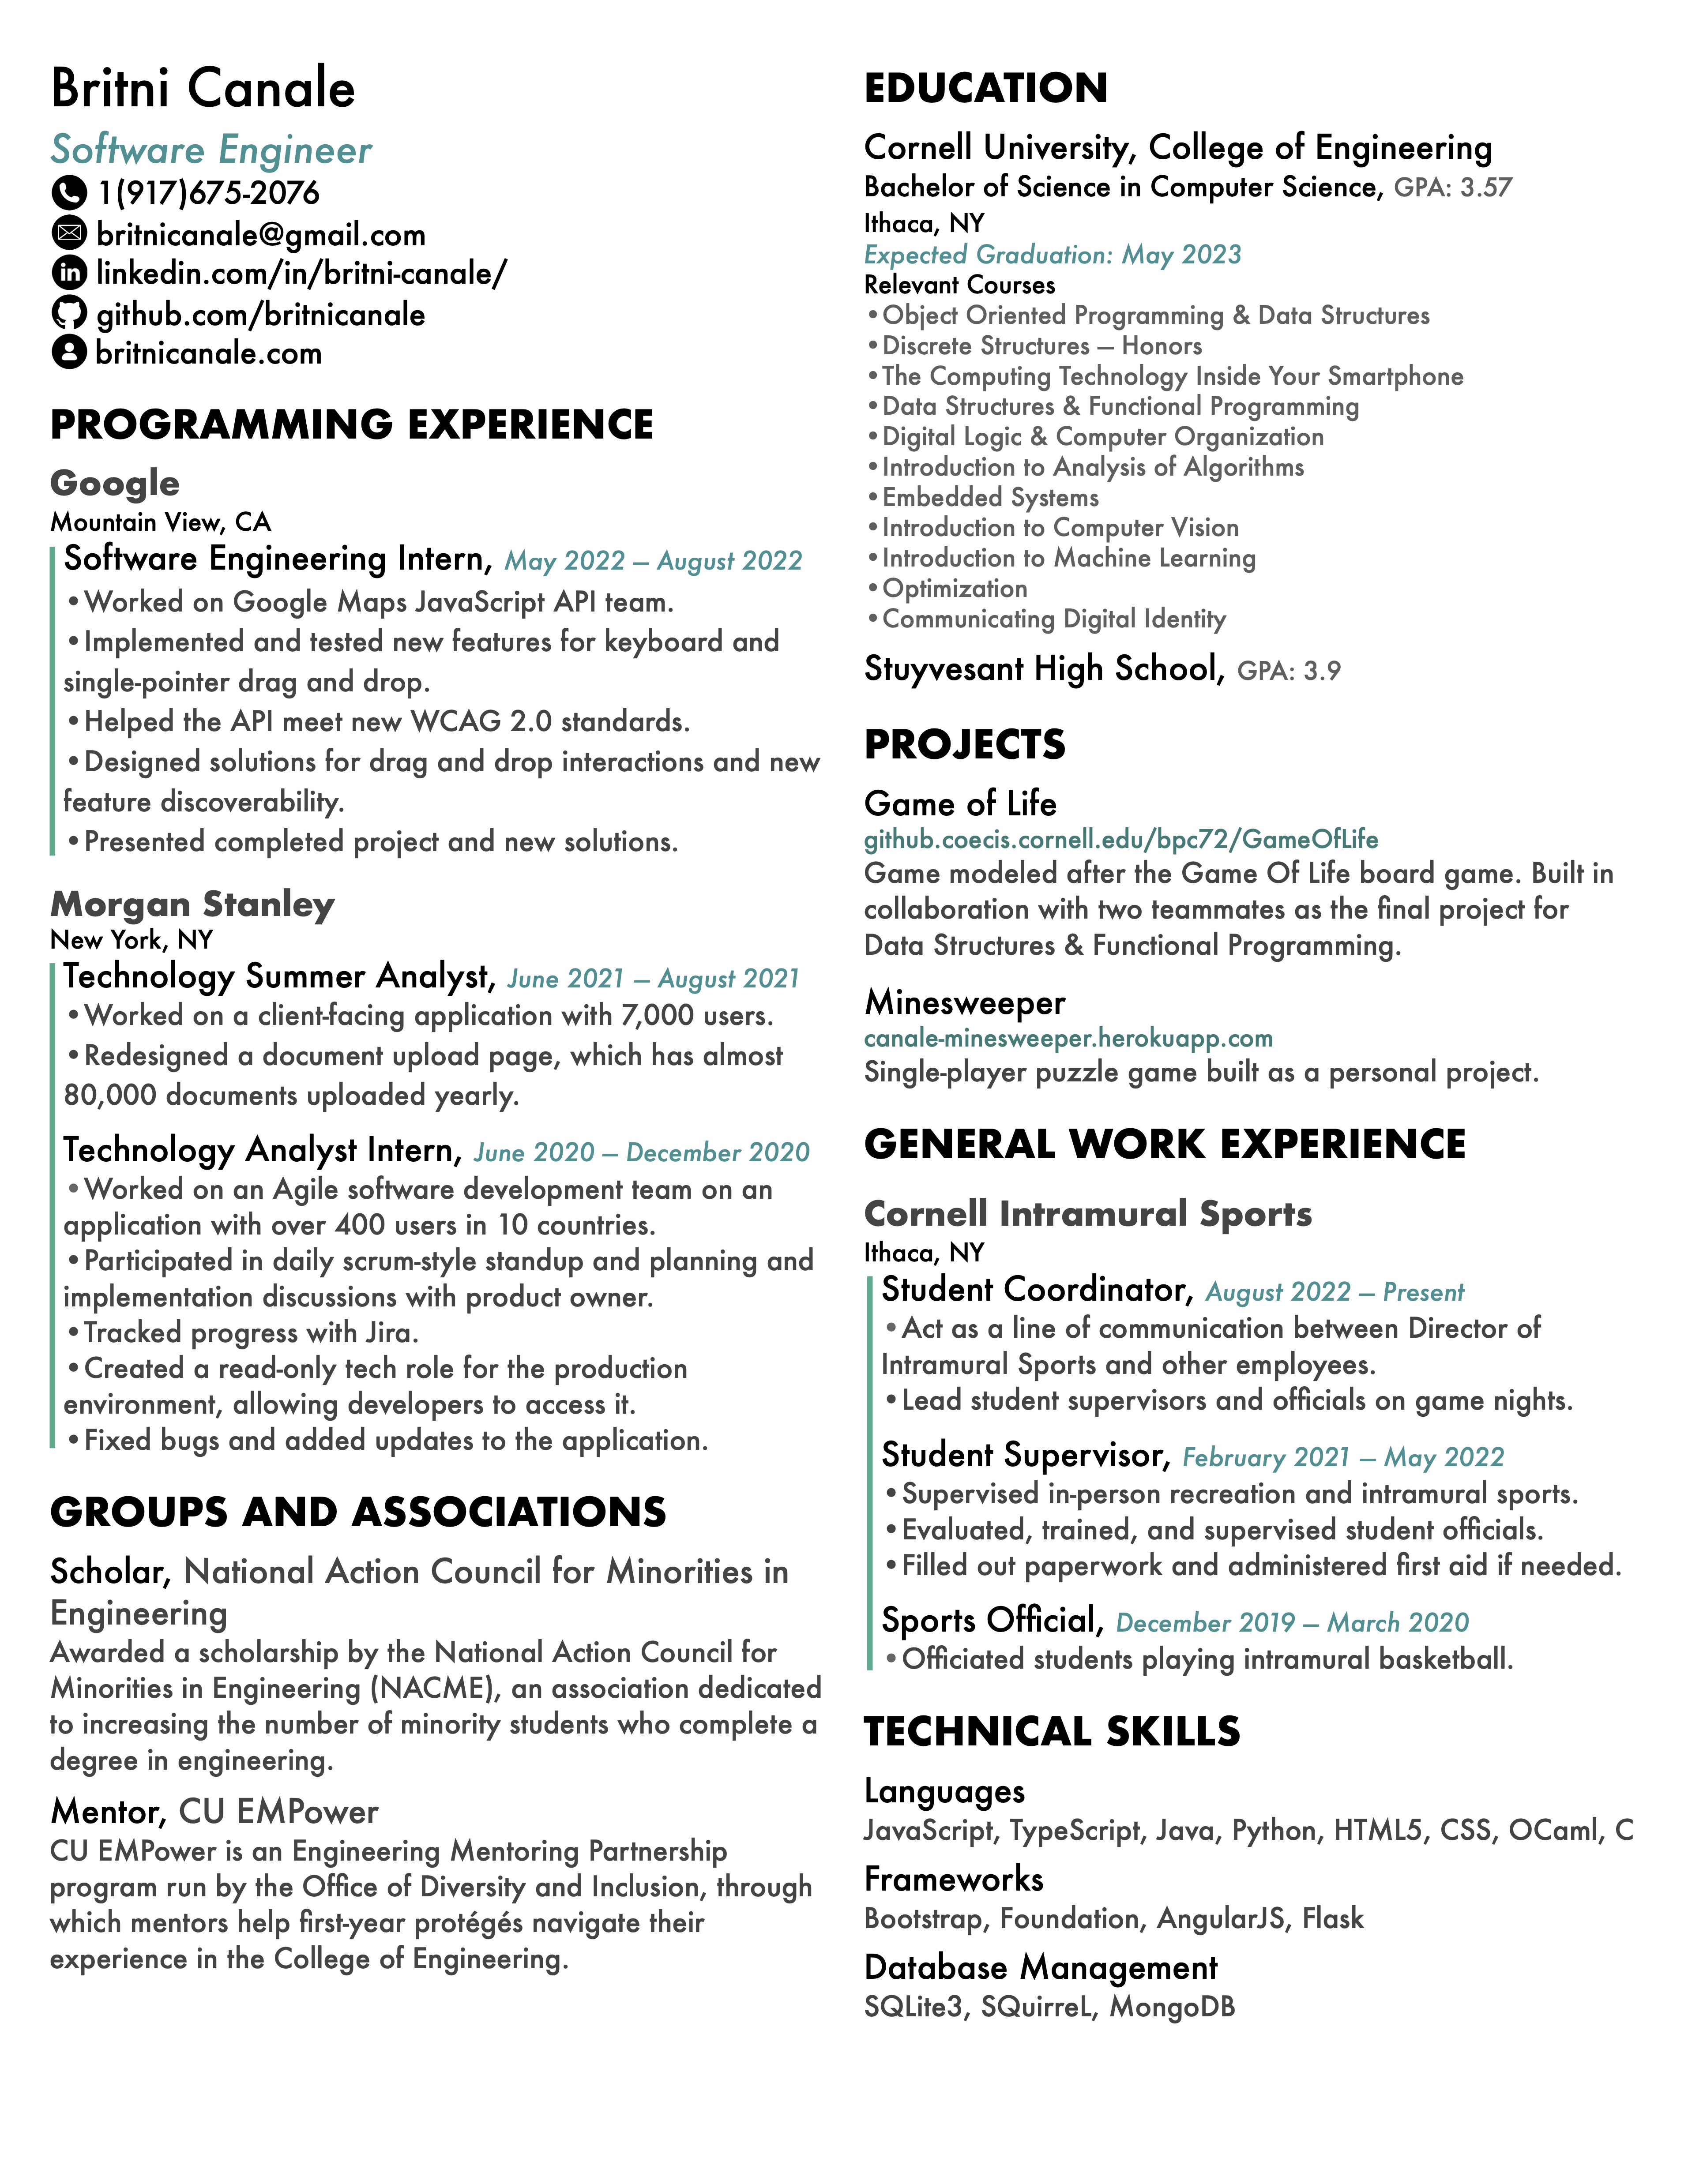 Britni Canale
Software Engineer
1(917)675-2076
britnicanale@gmail.com
linkedin.com/in/britni-canale/
github.com/britnicanale
britnicanale.com
PROGRAMMING EXPERIENCE
Google
Mountain View, CA
Software Engineering Intern, May 2022 – August 2022
•Worked on Google Maps JavaScript API team.
•Implemented and tested new features for keyboard and
single-pointer drag and drop.
•Helped the API meet new WCAG 2.0 standards.
•Designed solutions for drag and drop interactions and new
feature discoverability.
•Presented completed project and new solutions.
Morgan Stanley
New York, NY
Technology Summer Analyst, June 2021 – August 2021
•Worked on a client-facing application with 7,000 users.
•Redesigned a document upload page, which has almost
80,000 documents uploaded yearly.
Technology Analyst Intern, June 2020 – December 2020
•Worked on an Agile software development team on an
application with over 400 users in 10 countries.
•Participated in daily scrum-style standup and planning and
implementation discussions with product owner.
•Tracked progress with Jira.
•Created a read-only tech role for the production
environment, allowing developers to access it.
•Fixed bugs and added updates to the application.
GROUPS AND ASSOCIATIONS
Scholar, National Action Council for Minorities in
Engineering
Awarded a scholarship by the National Action Council for
Minorities in Engineering (NACME), an association dedicated
to increasing the number of minority students who complete a
degree in engineering.
Mentor, CU EMPower
CU EMPower is an Engineering Mentoring Partnership
program run by the Office of Diversity and Inclusion, through
which mentors help first-year protégés navigate their
experience in the College of Engineering.
EDUCATION
Cornell University, College of Engineering
Bachelor of Science in Computer Science, GPA: 3.57
Ithaca, NY
Expected Graduation: May 2023
Relevant Courses
•Object Oriented Programming & Data Structures
•Discrete Structures – Honors
•The Computing Technology Inside Your Smartphone
•Data Structures & Functional Programming
•Digital Logic & Computer Organization
•Introduction to Analysis of Algorithms
•Embedded Systems
•Introduction to Computer Vision
•Introduction to Machine Learning
•Optimization
•Communicating Digital Identity
Stuyvesant High School, GPA: 3.9
PROJECTS
Game of Life
github.coecis.cornell.edu/bpc72/GameOfLife
Game modeled after the Game Of Life board game. Built in
collaboration with two teammates as the final project for
Data Structures & Functional Programming.
Minesweeper
canale-minesweeper.herokuapp.com
Single-player puzzle game built as a personal project.
GENERAL WORK EXPERIENCE
Cornell Intramural Sports
Ithaca, NY
Student Coordinator, August 2022 – Present
•Act as a line of communication between Director of
Intramural Sports and other employees.
•Lead student supervisors and officials on game nights.
Student Supervisor, February 2021 – May 2022
•Supervised in-person recreation and intramural sports.
•Evaluated, trained, and supervised student officials.
•Filled out paperwork and administered first aid if needed.
Sports Official, December 2019 – March 2020
•Officiated students playing intramural basketball.
TECHNICAL SKILLS
Languages
JavaScript, TypeScript, Java, Python, HTML5, CSS, OCaml, C
Frameworks
Bootstrap, Foundation, AngularJS, Flask
Database Management
SQLite3, SQuirreL, MongoDB